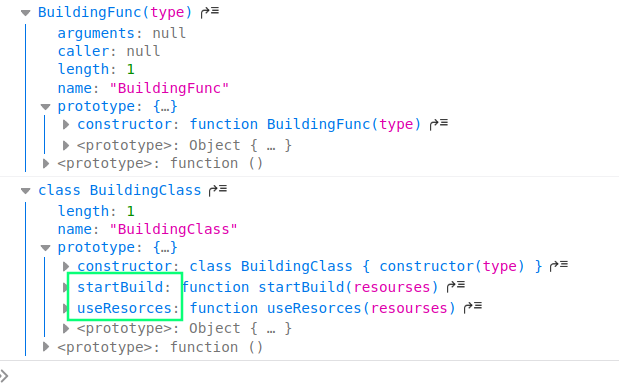 BuildingFunc(type)
arguments: null
caller: null
length: 1
name: "BuildingFunc"
prototype: {…}
constructor: function BuildingFunc(type)
<prototype>: Object { … }
<prototype>: function ()
class BuildingClass
length: 1
name: "BuildingClass"
prototype: {…}
constructor: class BuildingClass { constructor(type) }
startBuild: function startBuild(resourses)
useResorces: function useResorces(resourses)
<prototype>: Object { … }
<prototype>: function ()